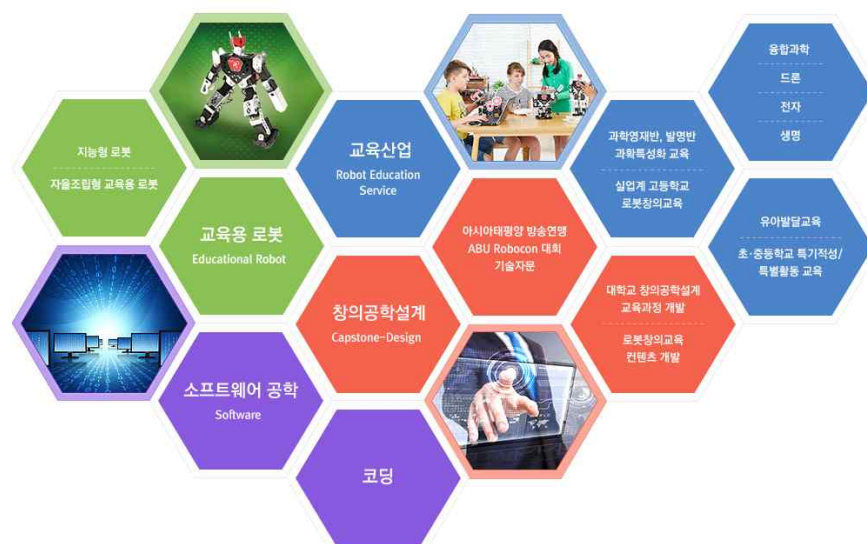 융합과학
드론
전자
생명
지능형 로봇
자율조립형 교육용 로봇
교육산업
Robot Education
Service
과학영재반, 발명반
과확특성화 교육
실업계 고등학교
로봇창의교육
교육용 로봇
Educational Robot
아시아태평양 방송연맹
ABU Robocon 대회
기술자문
유아발달교육
초·중등학교 특기적성/
특별활동 교육
창의공학설계
Capstone-Design
대학교 창의공학설계
교육과정 개발
로봇창의교육
컨텐츠 개발
소프트웨어 공학
Software
코딩